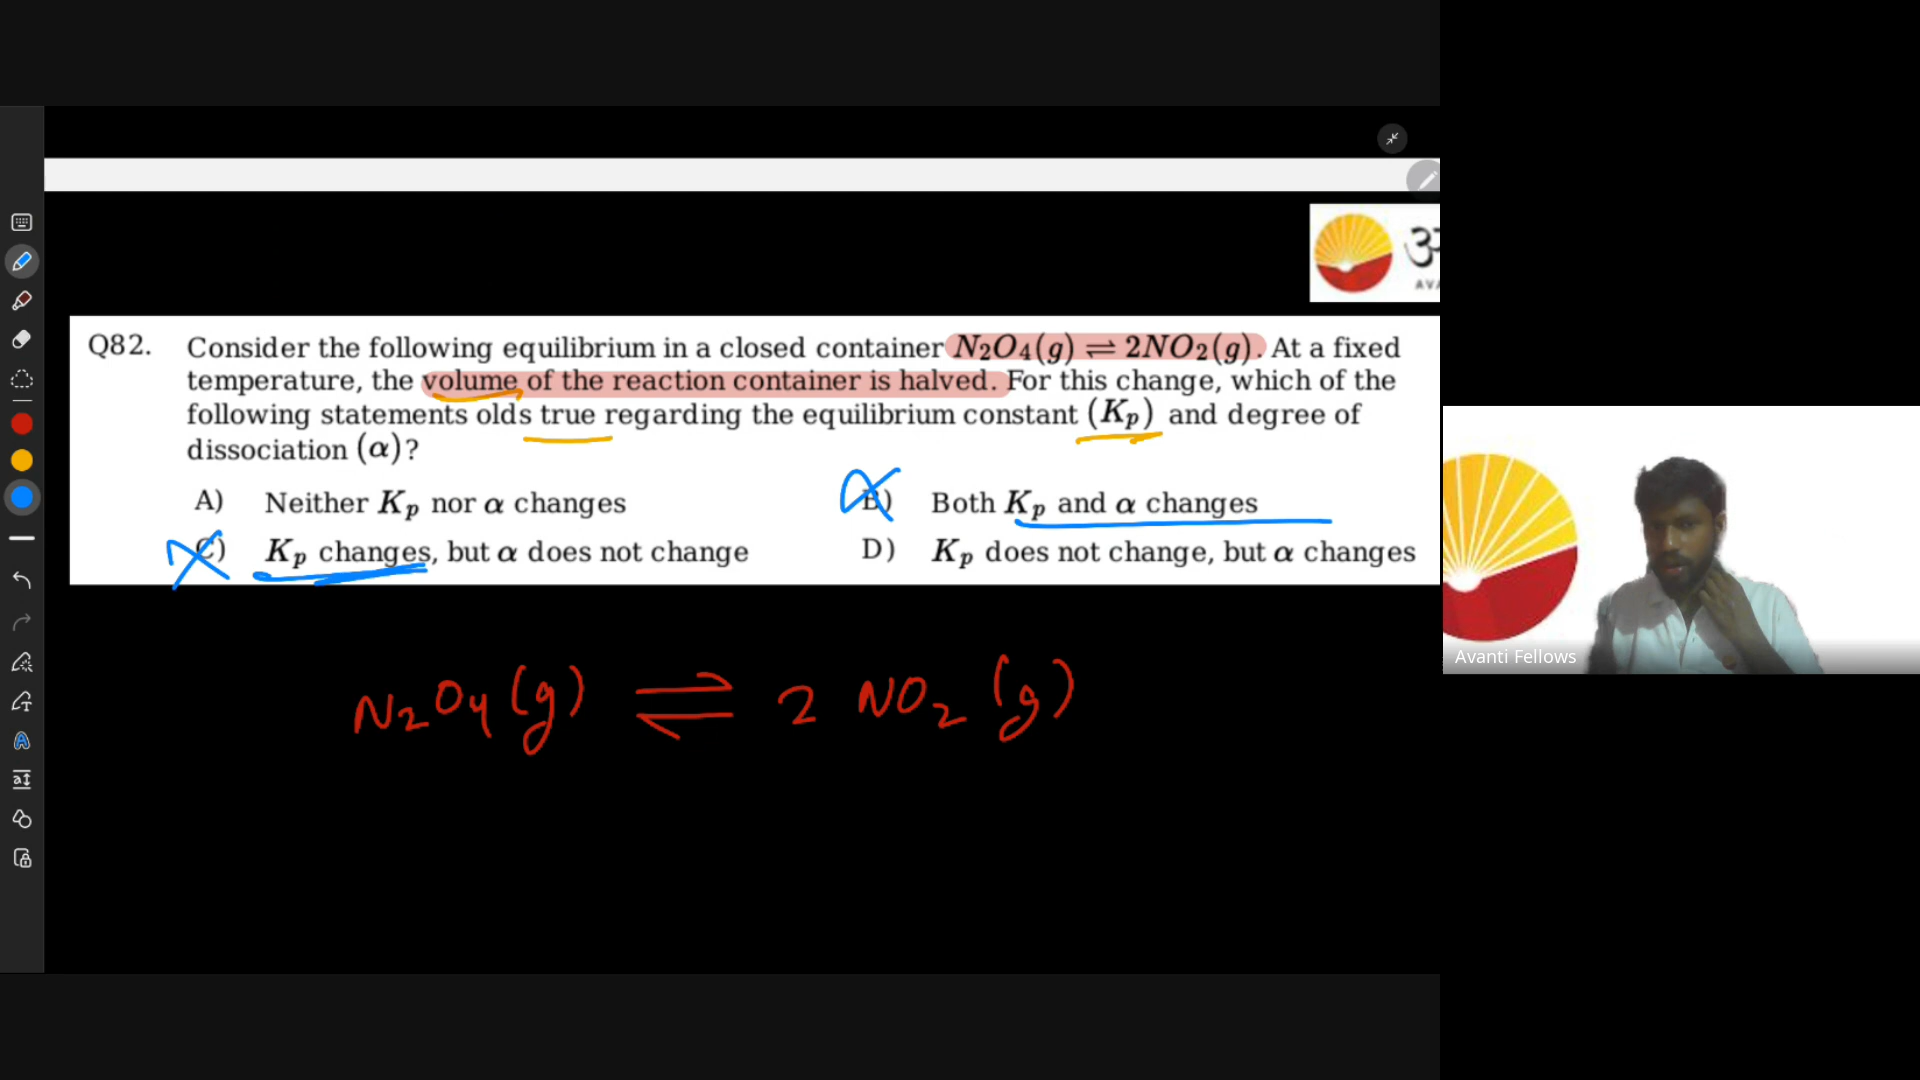 Q82. Consider the following equilibrium in a closed container N₂O₄(g) ⇌ 2NO₂(g). At a fixed
temperature, the volume of the reaction container is halved. For this change, which of the
following statements olds true regarding the equilibrium constant (Kₚ) and degree of
dissociation (α)?
A) Neither Kₚ nor α changes B) Both Kₚ and α changes
C) Kₚ changes, but α does not change D) Kₚ does not change, but α changes
N₂O₄(g) ⇌ 2 NO₂(g)
Avanti Fellows